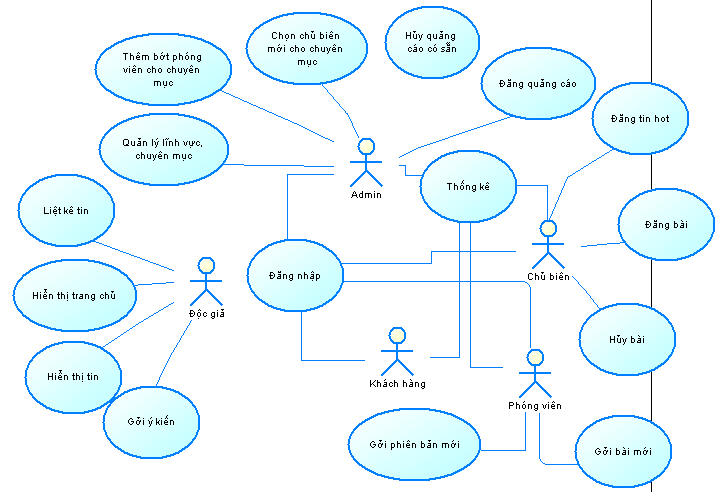 Chọn chủ biên
mới cho chuyên
mục
Hủy quảng
cáo có sẵn
Thêm bớt phóng
viên cho chuyên
mục
Đăng quảng cáo
Đăng tin hot
Quản lý lĩnh vực,
chuyên mục
Thống kê
Admin
Liệt kê tin
Đăng bài
Đăng nhập
Chủ biên
Hiển thị trang chủ
Độc giả
Hủy bài
Hiển thị tin
Khách hàng
Phóng viên
Gởi ý kiến
Gởi phiên bản mới
Gởi bài mới